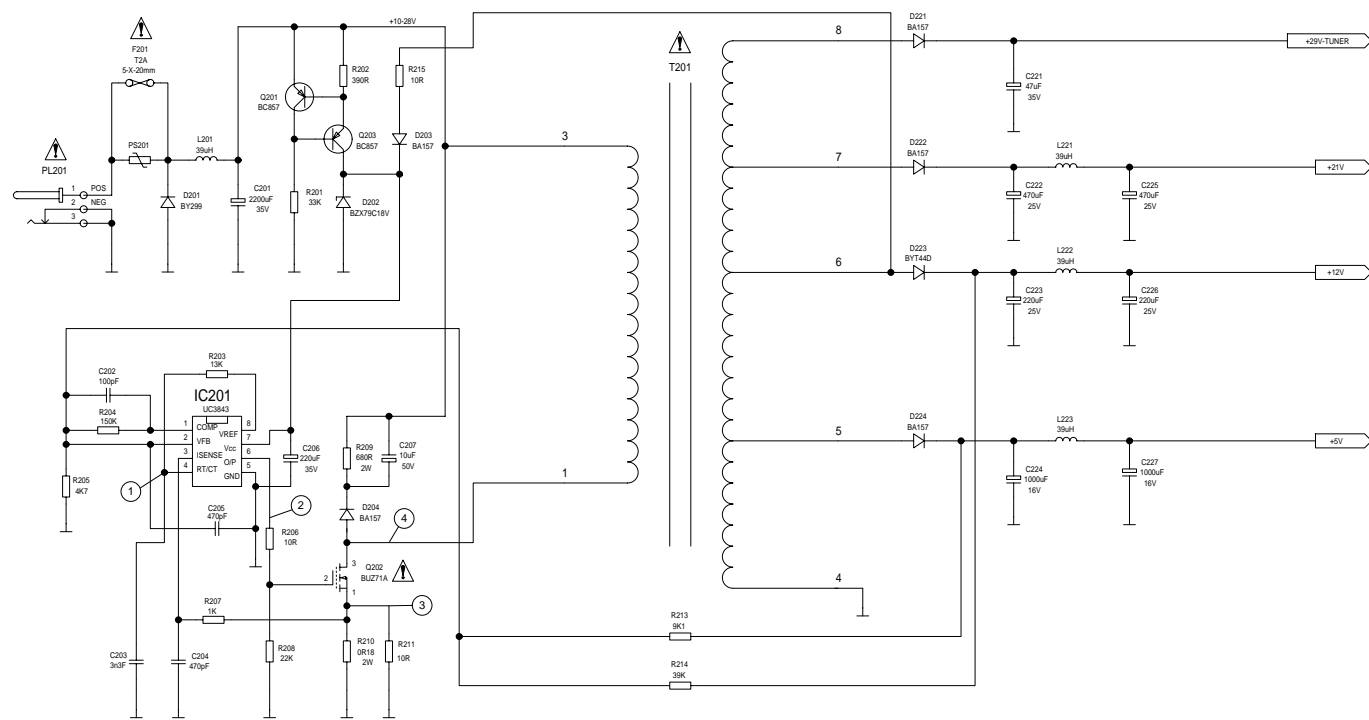 F201
T2A
5-X-20mm
PS201
PL201
1
POS
2
NEG
3
D201
BY299
L201
39uH
C201
2200uF
35V
+10-28V
R202
390R
R215
10R
Q201
BC857
Q203
BC857
D203
BA157
R201
33K
D202
BZX79C18V
T201
3
1
8
7
6
5
4
D221
BA157
+29V-TUNER
C221
47uF
35V
D222
BA157
L221
39uH
+21V
C222
470uF
25V
C225
470uF
25V
D223
BYT44D
L222
39uH
+12V
C223
220uF
25V
C226
220uF
25V
D224
BA157
L223
39uH
+5V
C224
1000uF
16V
C227
1000uF
16V
R203
13K
C202
100pF
IC201
UC3843
R204
150K
1
COMP
VREF
8
2
VFB
Vcc
7
3
ISENSE
O/P
6
4
RT/CT
GND
5
R205
4K7
1
C205
470pF
C206
220uF
35V
2
R206
10R
R209
680R
2W
C207
10uF
50V
D204
BA157
4
3
2
1
Q202
BUZ71A
3
R207
1K
C203
3n3F
C204
470pF
R208
22K
R210
0R18
2W
R211
10R
R213
9K1
R214
39K